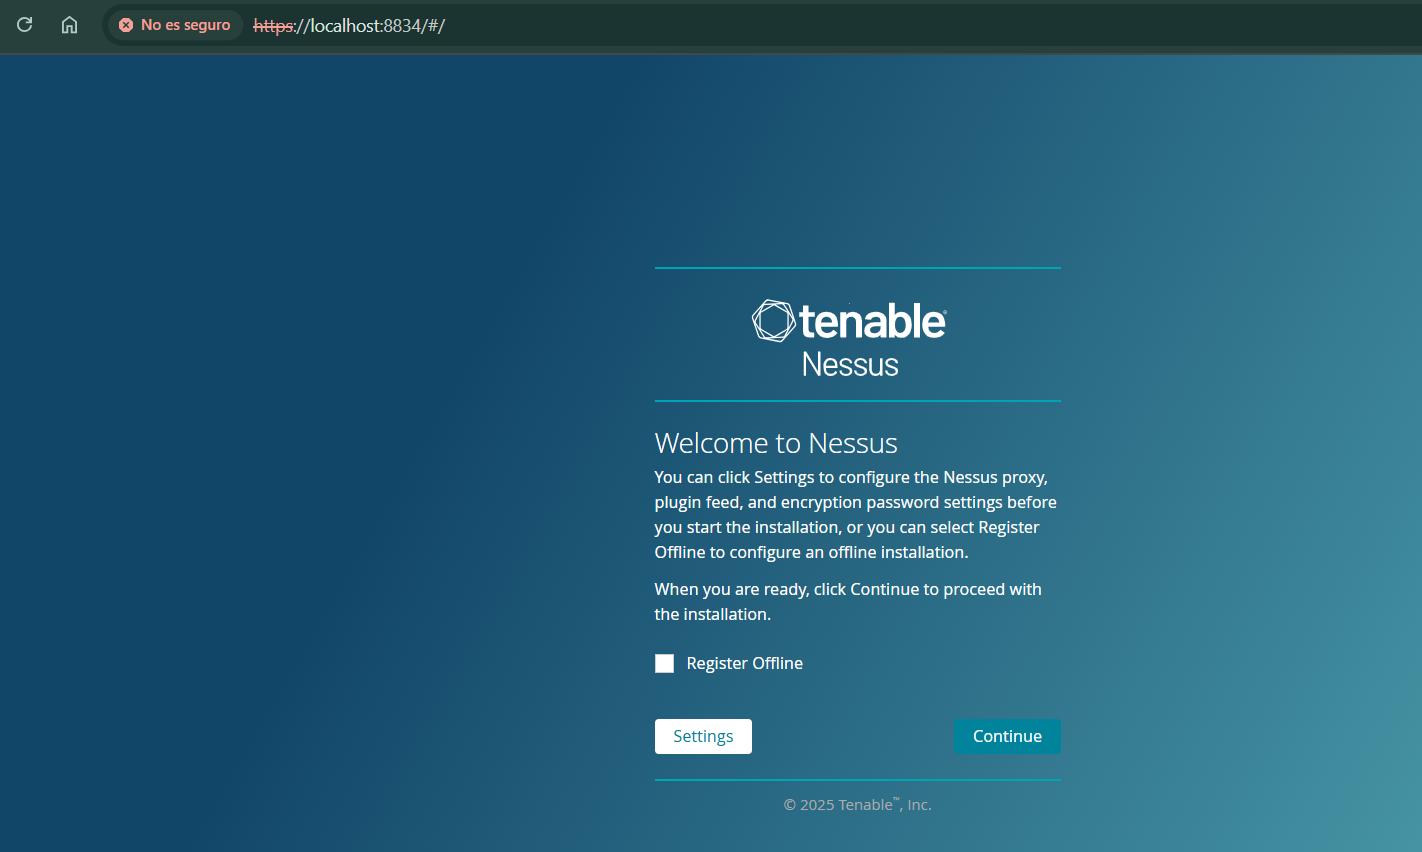 No es seguro https://localhost:8834/#/
tenable
Nessus
Welcome to Nessus
You can click Settings to configure the Nessus proxy,
plugin feed, and encryption password settings before
you start the installation, or you can select Register
Offline to configure an offline installation.
When you are ready, click Continue to proceed with
the installation.
Register Offline
Settings Continue
© 2025 Tenable™, Inc.